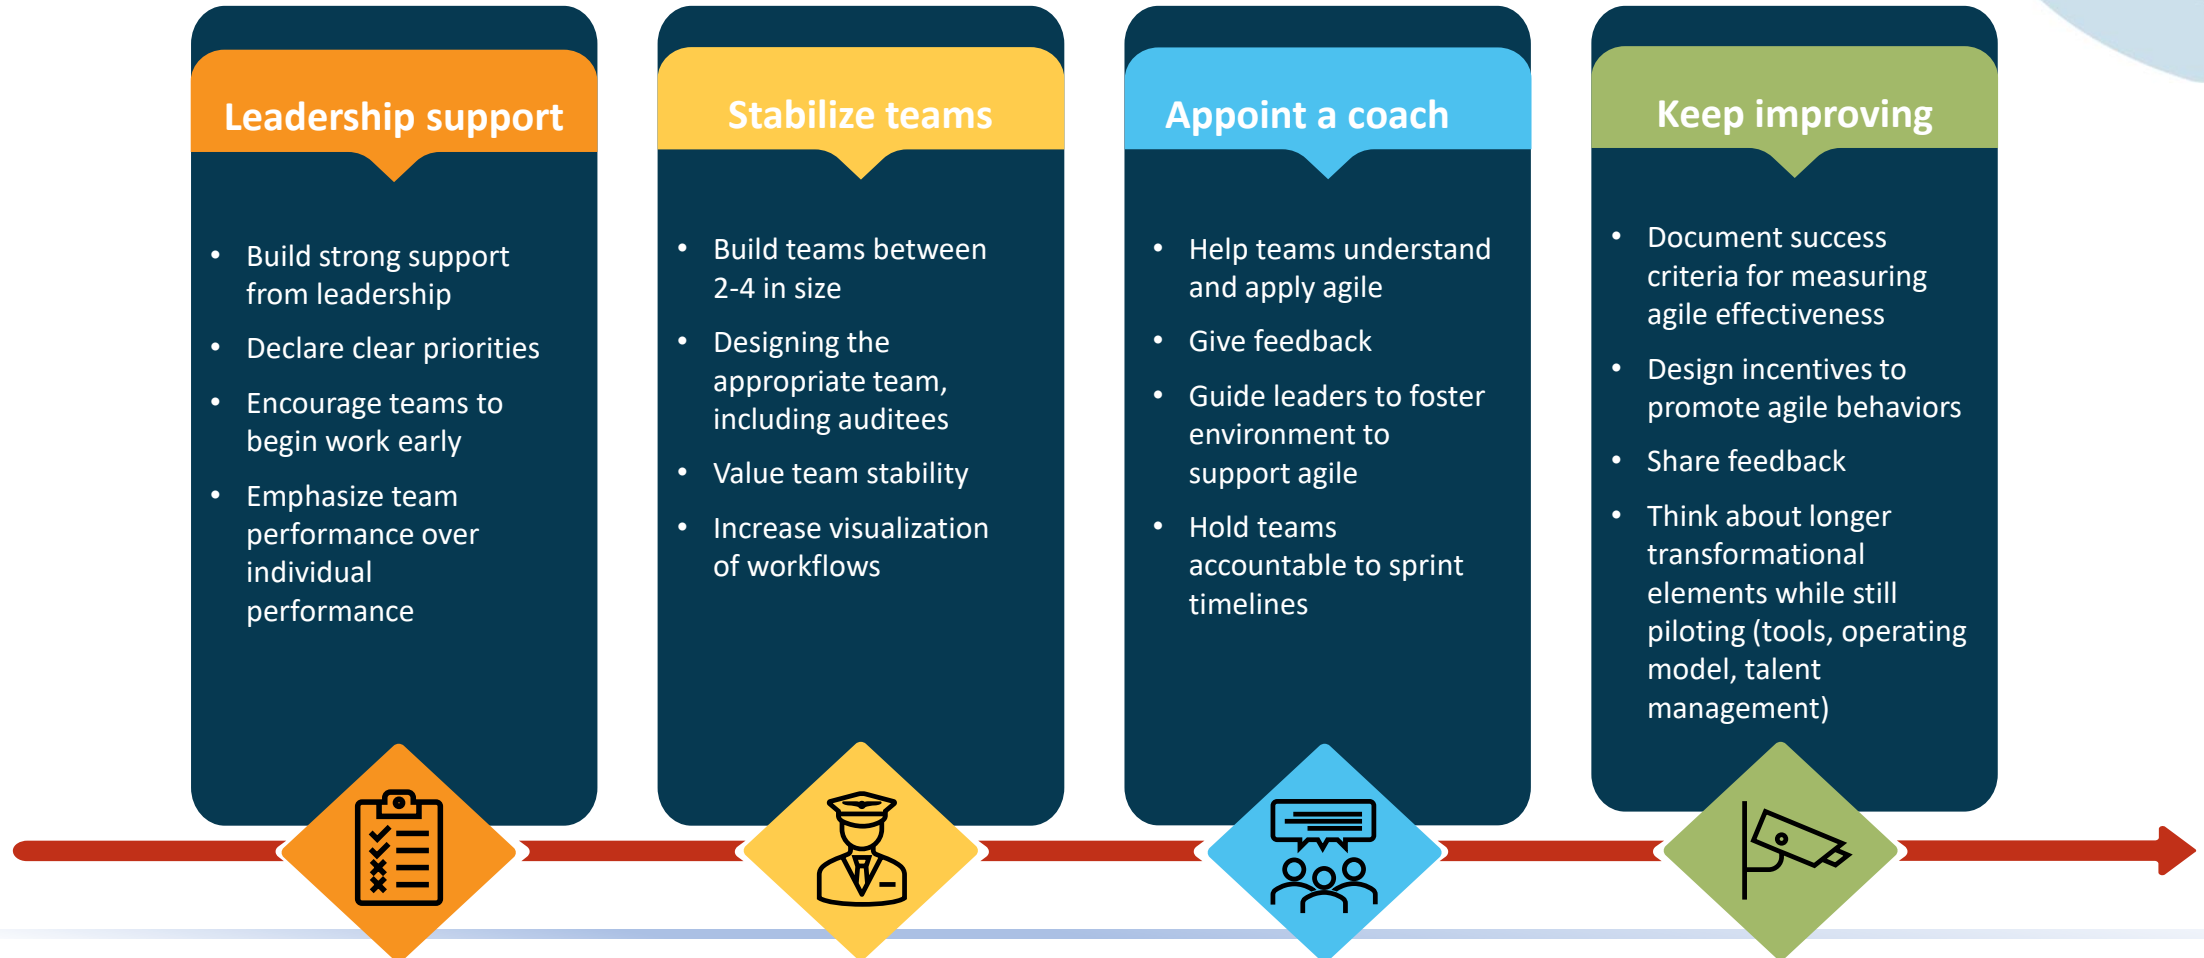 Leadership support
• Build strong support
from leadership
• Declare clear priorities
• Encourage teams to
begin work early
• Emphasize team
performance over
individual
performance
Stabilize teams
• Build teams between
2-4 in size
• Designing the
appropriate team,
including auditees
• Value team stability
• Increase visualization
of workflows
Appoint a coach
• Help teams understand
and apply agile
• Give feedback
• Guide leaders to foster
environment to
support agile
• Hold teams
accountable to sprint
timelines
Keep improving
• Document success
criteria for measuring
agile effectiveness
• Design incentives to
promote agile behaviors
• Share feedback
• Think about longer
transformational
elements while still
piloting (tools, operating
model, talent
management)